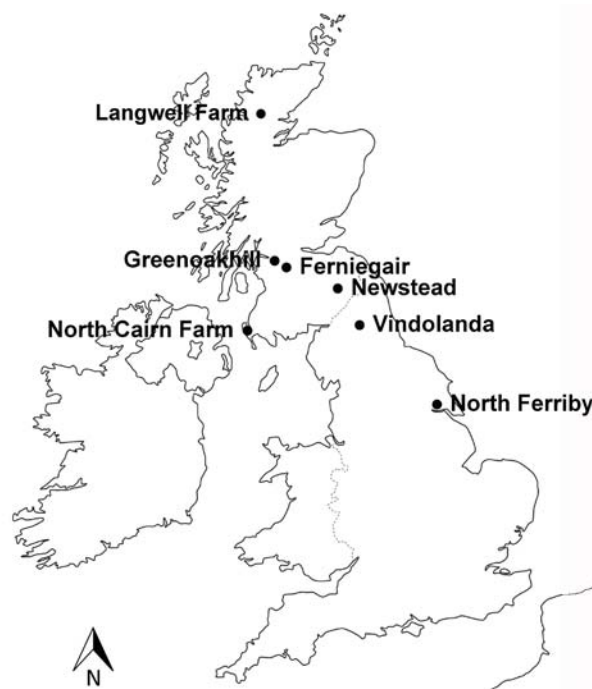 Langwell Farm
Greenoakhill
Ferniegair
Newstead
North Cairn Farm
Vindolanda
North Ferriby
N